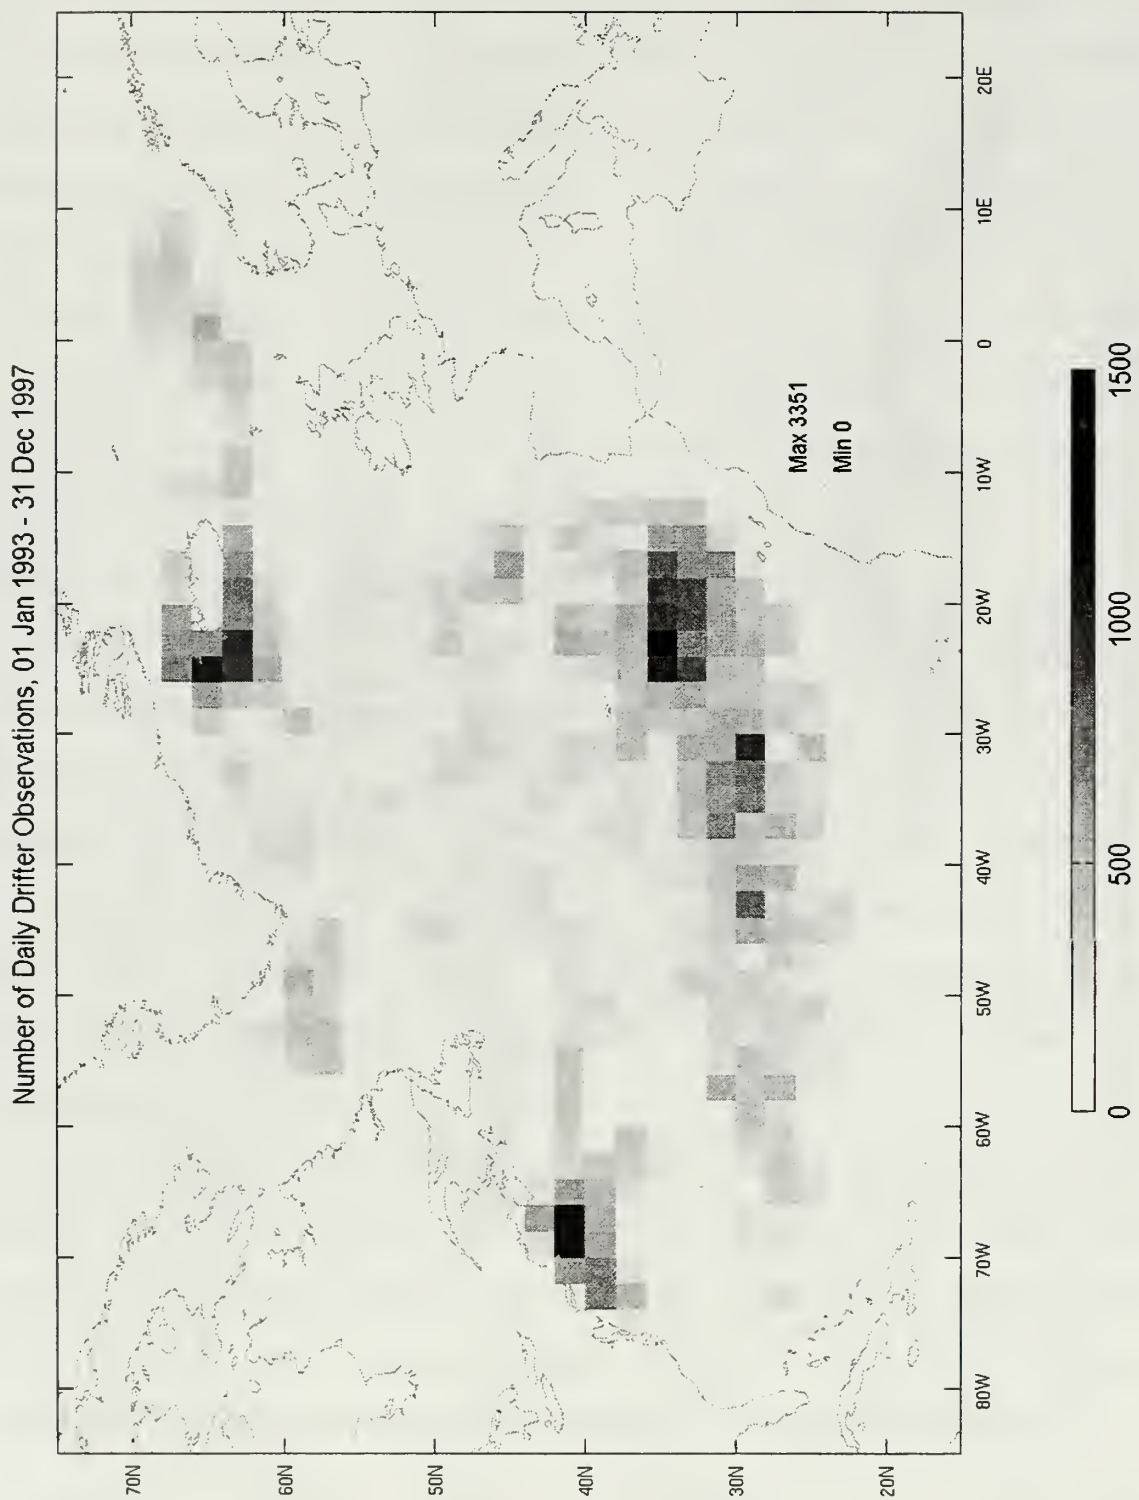 Number of Daily Drifter Observations, 01 Jan 1993 - 31 Dec 1997
70N
60N
50N
40N
30N
20N
80W
70W
60W
50W
40W
30W
20W
10W
0
10E
20E
Max 3351
Min 0
0
500
1000
1500